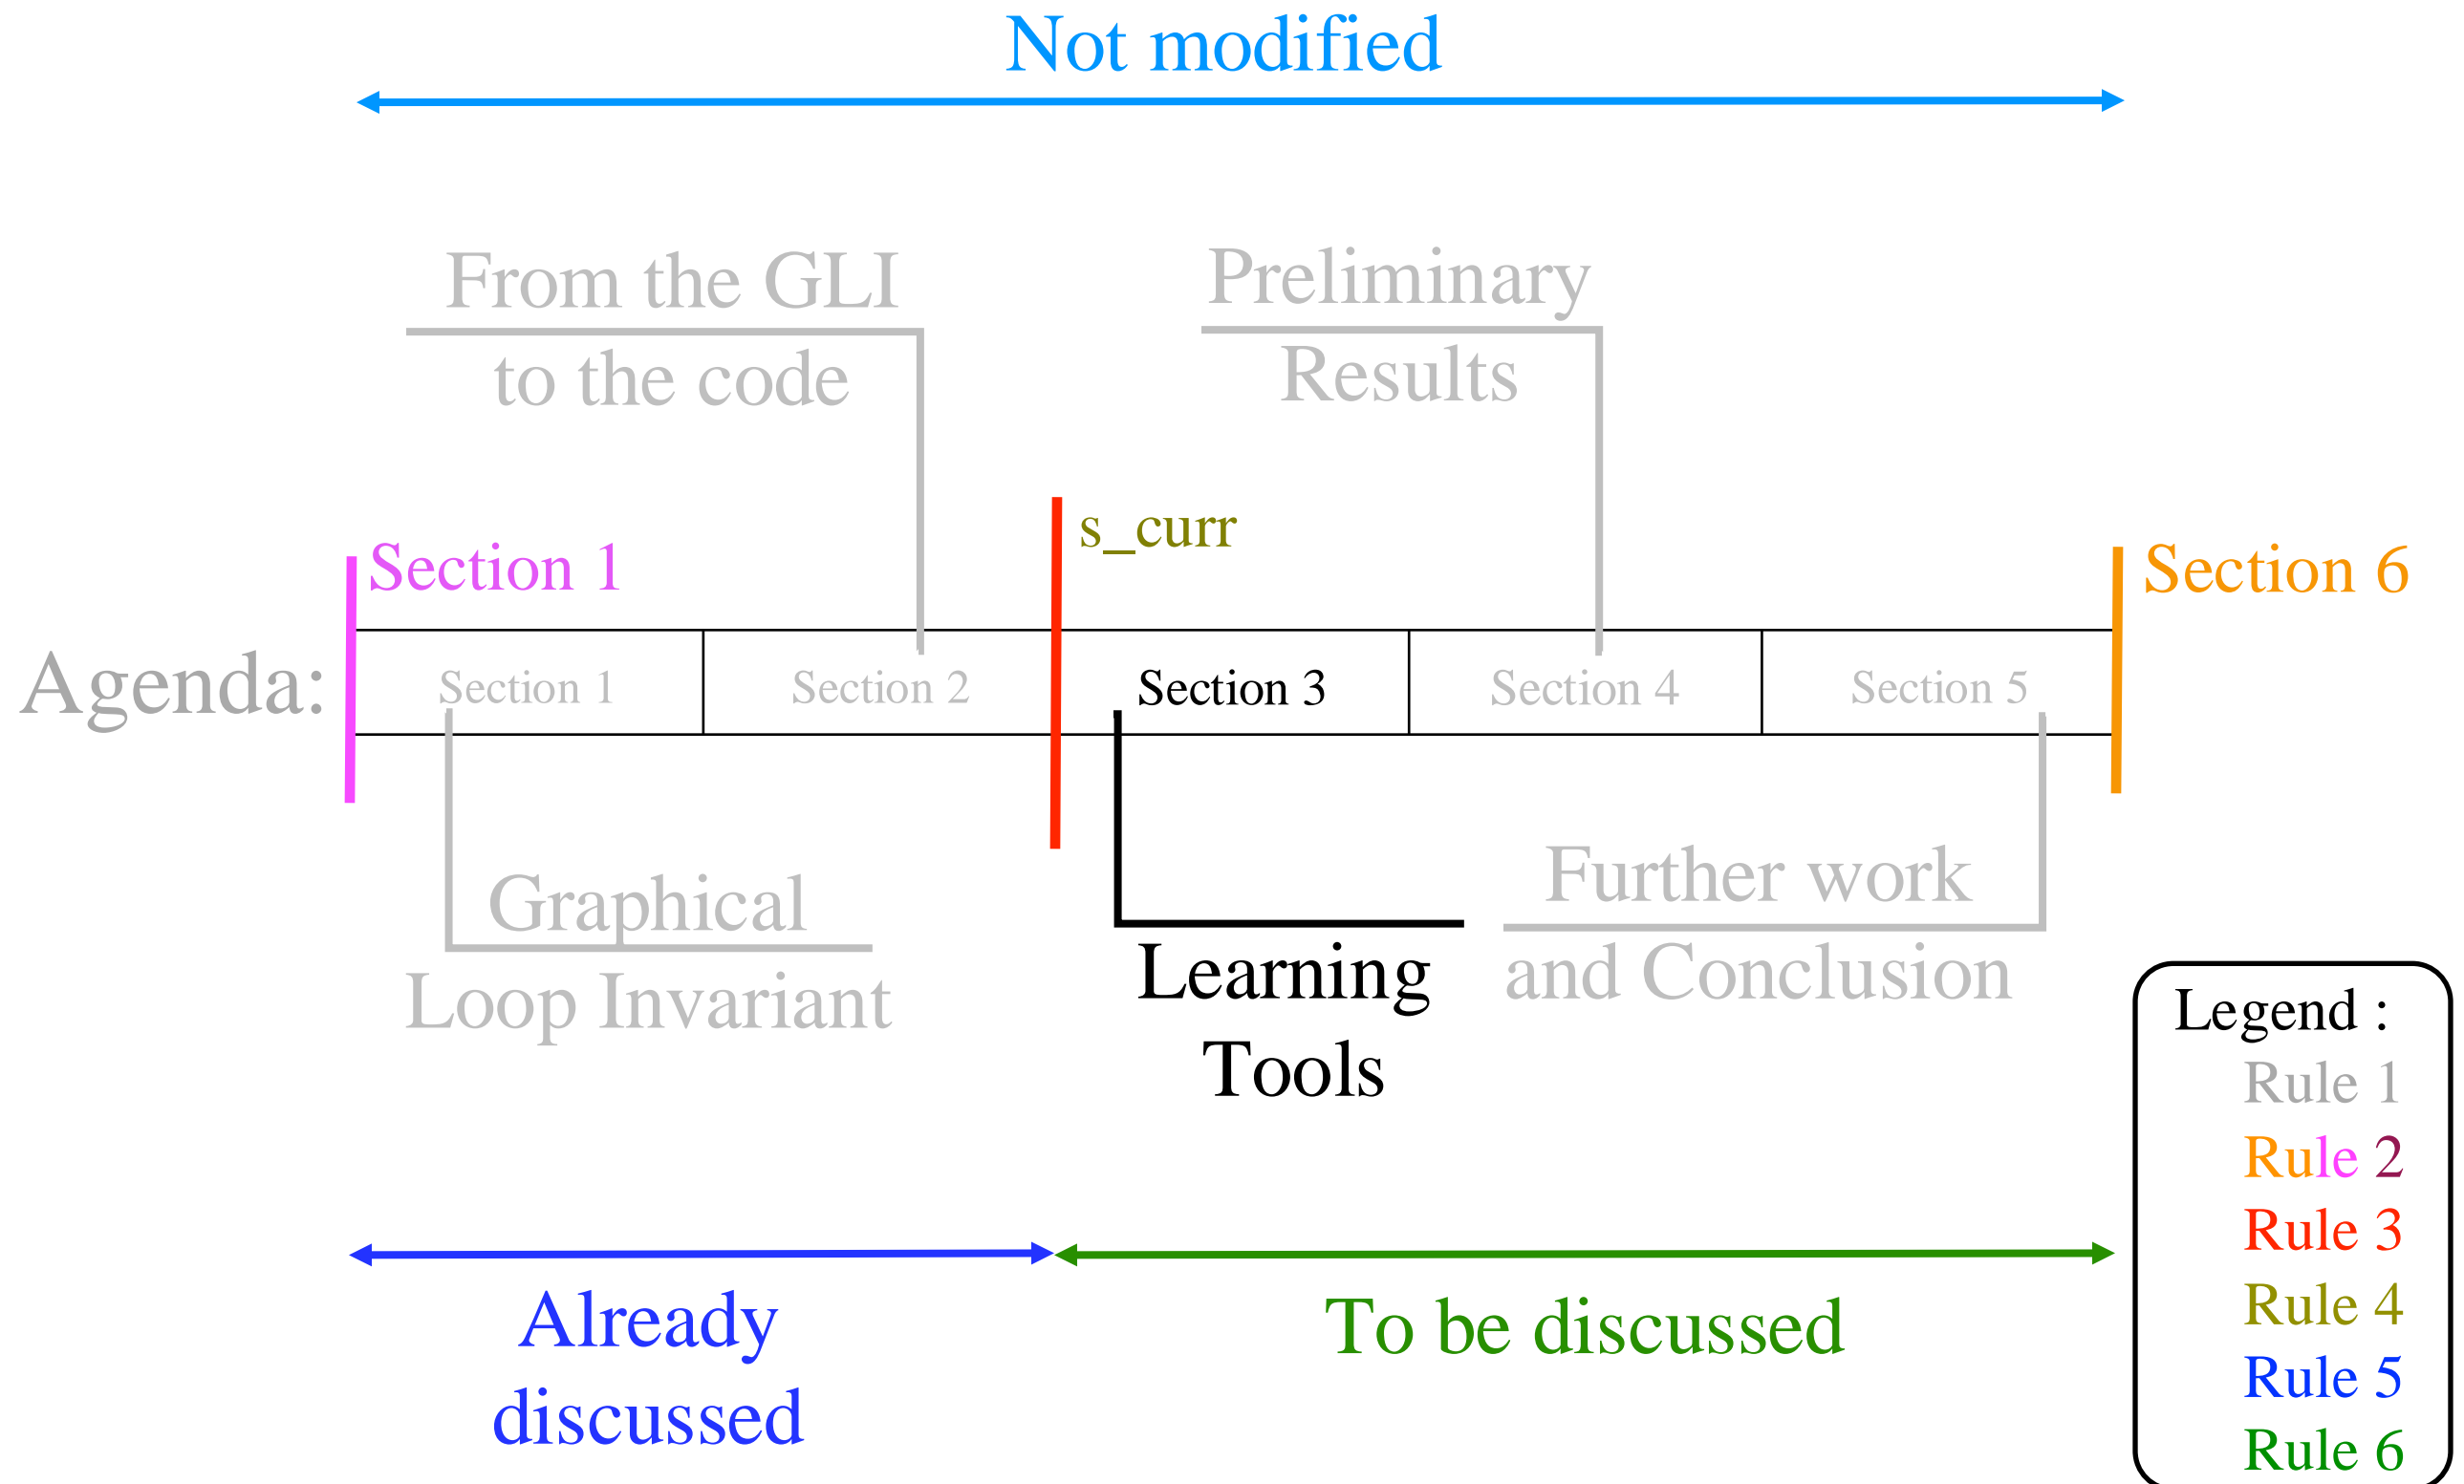 Not modified
From the GLI
to the code
Preliminary
Results
s_curr
Section 1
Section 6
Agenda:
Section 1
Section 2
Section 3
Section 4
Section 5
Graphical
Loop Invariant
Learning
Tools
Further work
and Conclusion
Already
discussed
To be discussed
Legend :
Rule 1
Rule 2
Rule 3
Rule 4
Rule 5
Rule 6